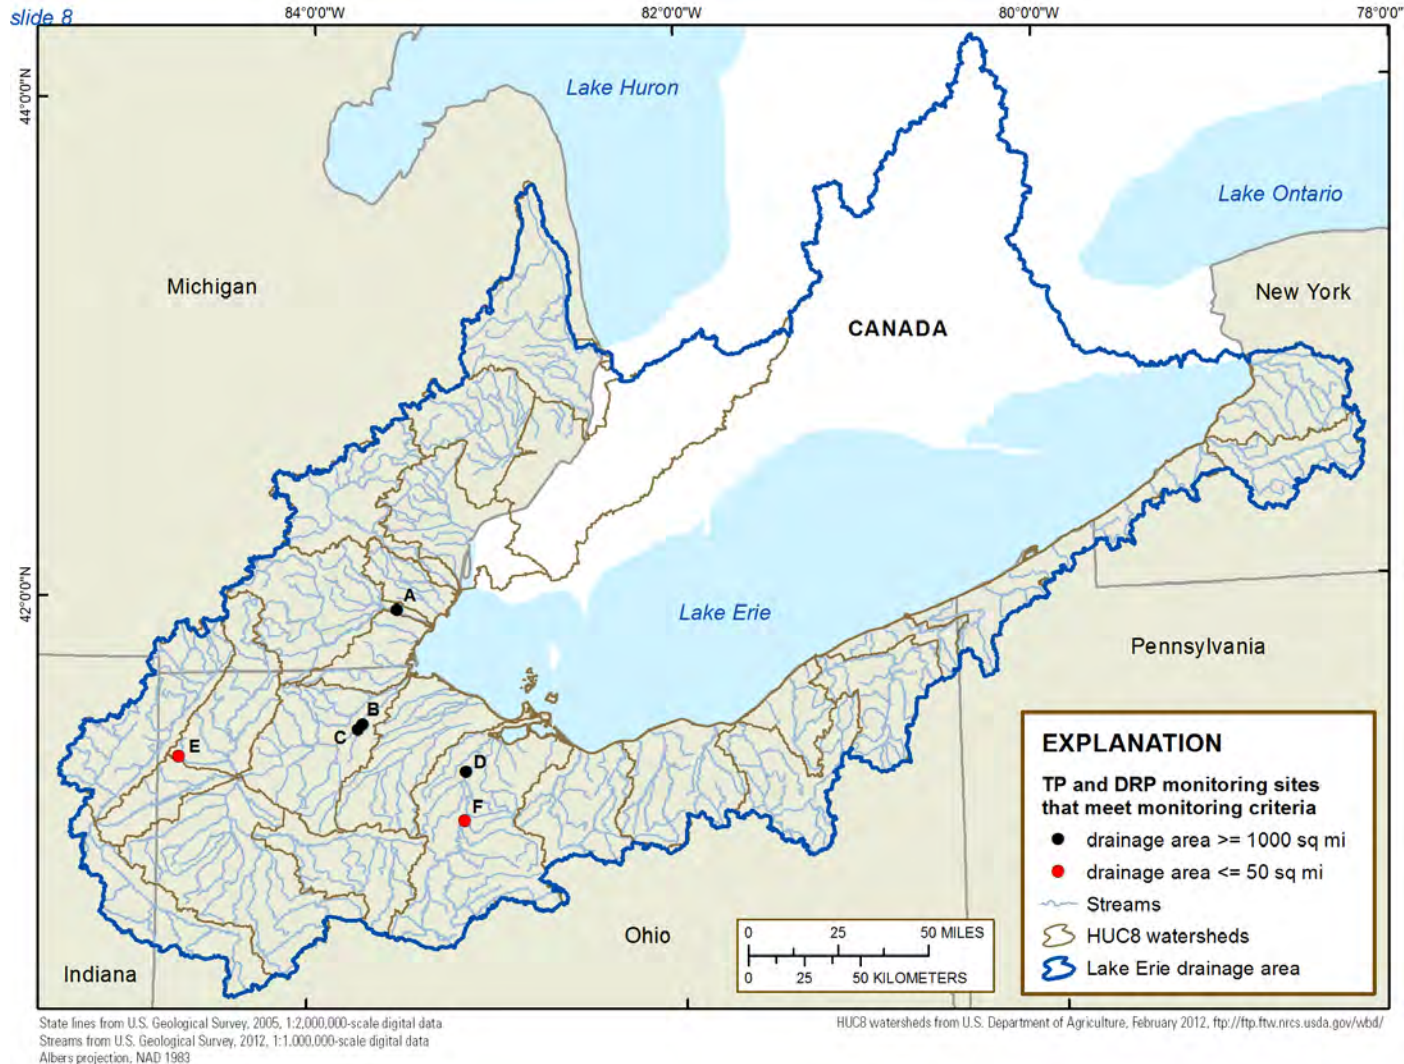 slide 8
84°0'0"W 82°0'0"W 80°0'0"W 78°0'0"
44°0'0"N
42°0'0"N
Lake Huron
Lake Ontario
Michigan
New York
CANADA
A
Lake Erie
Pennsylvania
B
C
E
D
F
Ohio
Indiana
0 25 50 MILES
0 25 50 KILOMETERS
EXPLANATION
TP and DRP monitoring sites
that meet monitoring criteria
drainage area >= 1000 sq mi
drainage area <= 50 sq mi
Streams
HUC8 watersheds
Lake Erie drainage area
State lines from U.S. Geological Survey, 2005, 1:2,000,000-scale digital data
Streams from U.S. Geological Survey, 2012, 1:1,000,000-scale digital data
Albers projection, NAD 1983
HUC8 watersheds from U.S. Department of Agriculture, February 2012, ftp://ftp.ftw.nrcs.usda.gov/wbd/